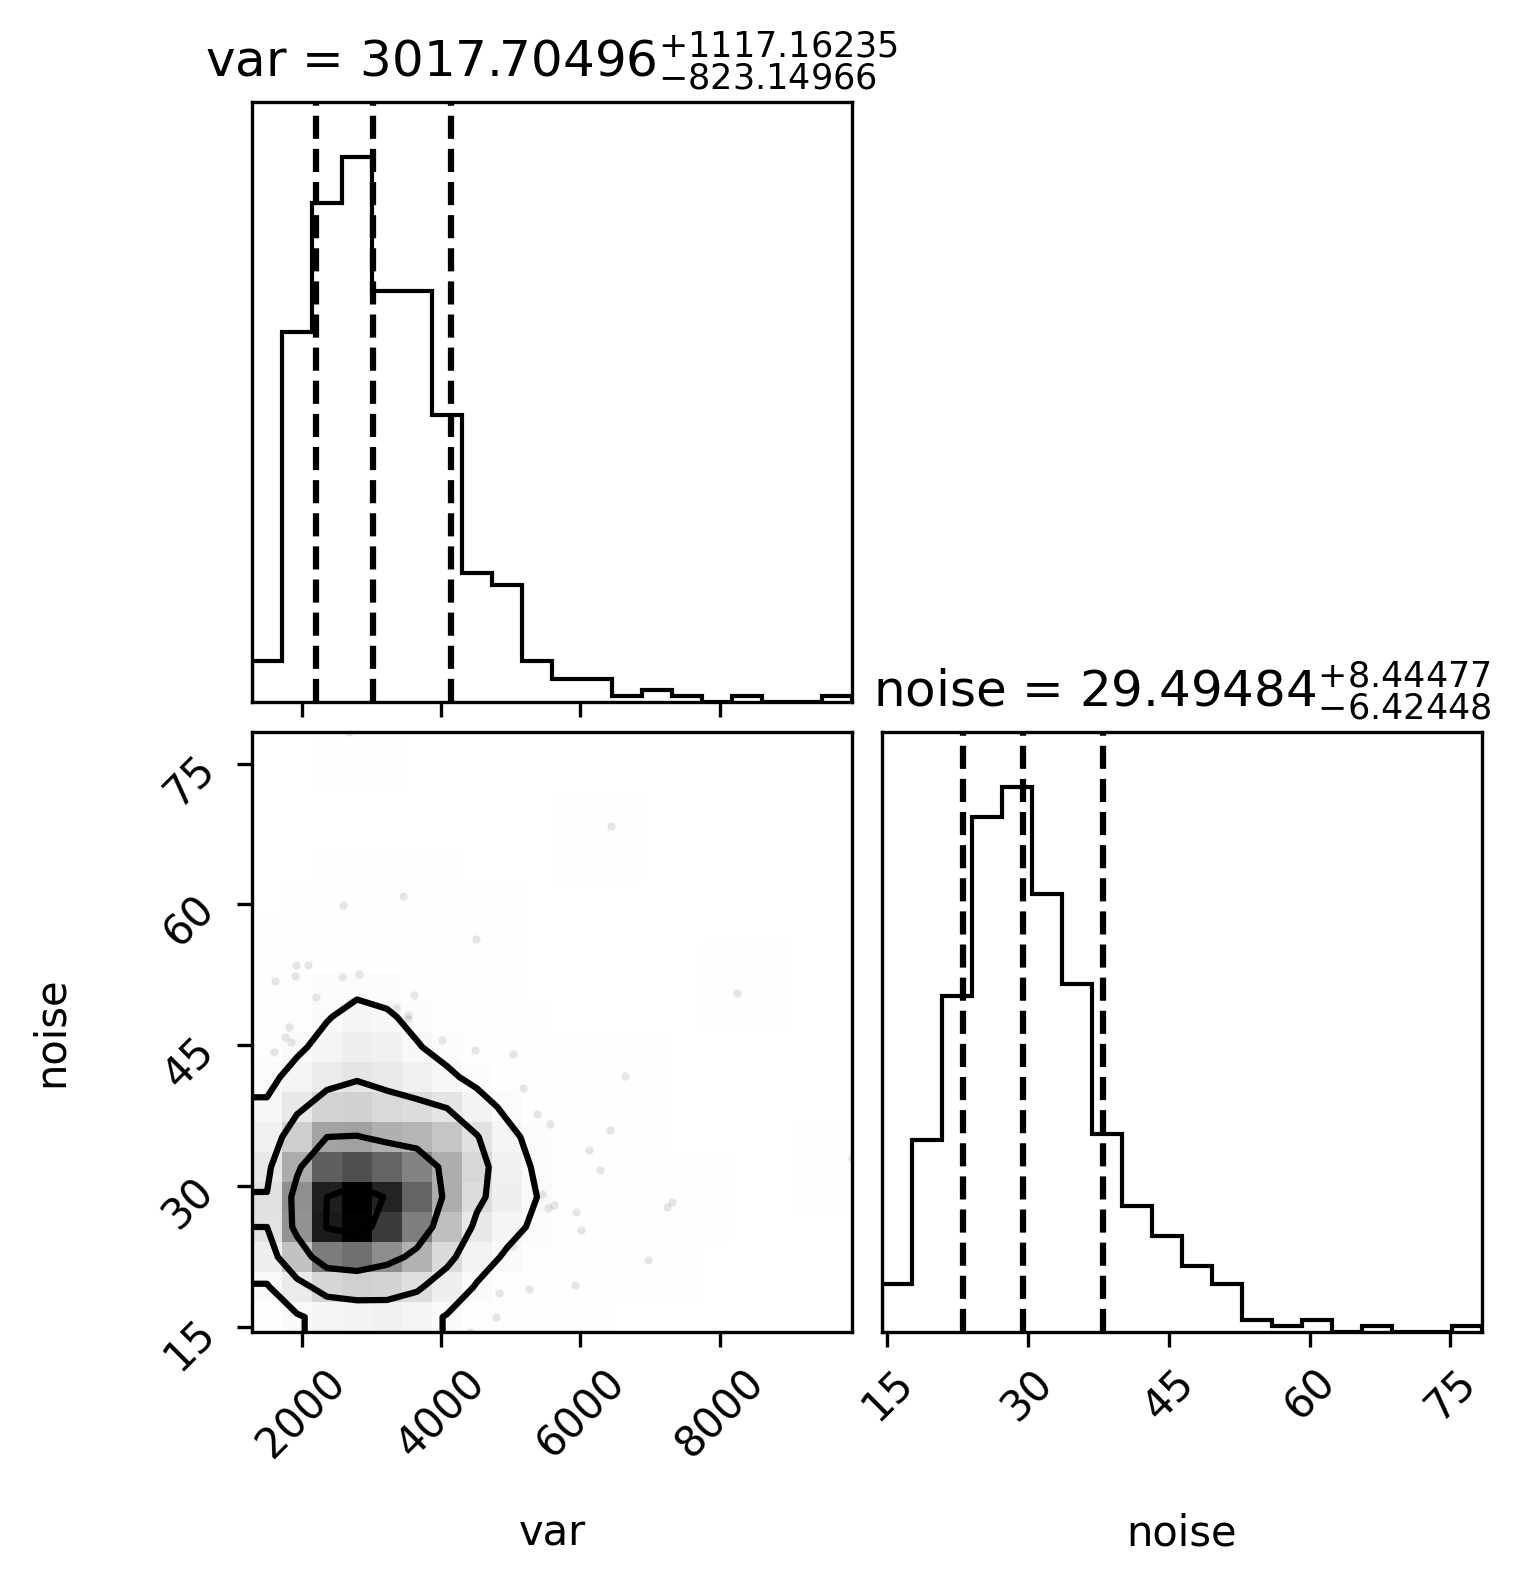 var = 3017.70496+1117.16235−823.14966
noise = 29.49484+8.44477−6.42448
75
60
45
30
15
noise
2000 4000 6000 8000
15 30 45 60 75
var
noise